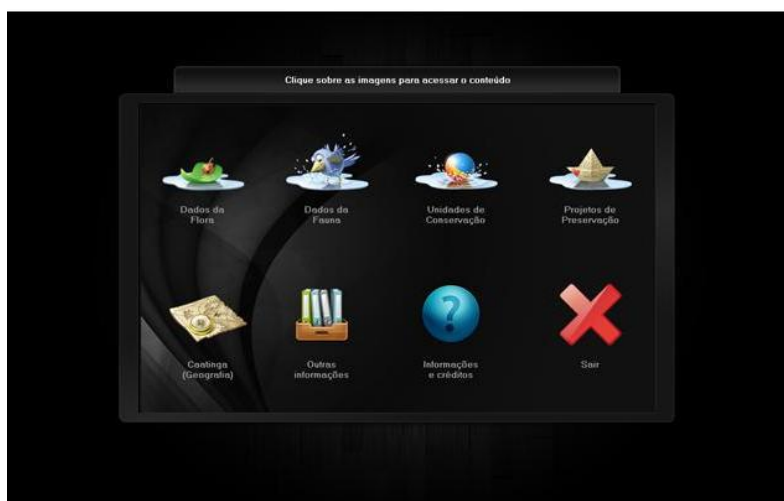 Clique sobre as imagens para acessar o conteúdo
Dados da
Flora
Dados da
Fauna
Unidades de
Conservação
Projetos de
Preservação
Caatinga
(Geografia)
Outras
informações
?
Informações
e créditos
Sair